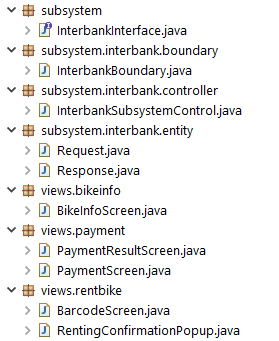 subsystem
InterbankInterface.java
subsystem.interbank.boundary
InterbankBoundary.java
subsystem.interbank.controller
InterbankSubsystemControl.java
subsystem.interbank.entity
Request.java
Response.java
views.bikeinfo
BikeInfoScreen.java
views.payment
PaymentResultScreen.java
PaymentScreen.java
views.rentbike
BarcodeScreen.java
RentingConfirmationPopup.java